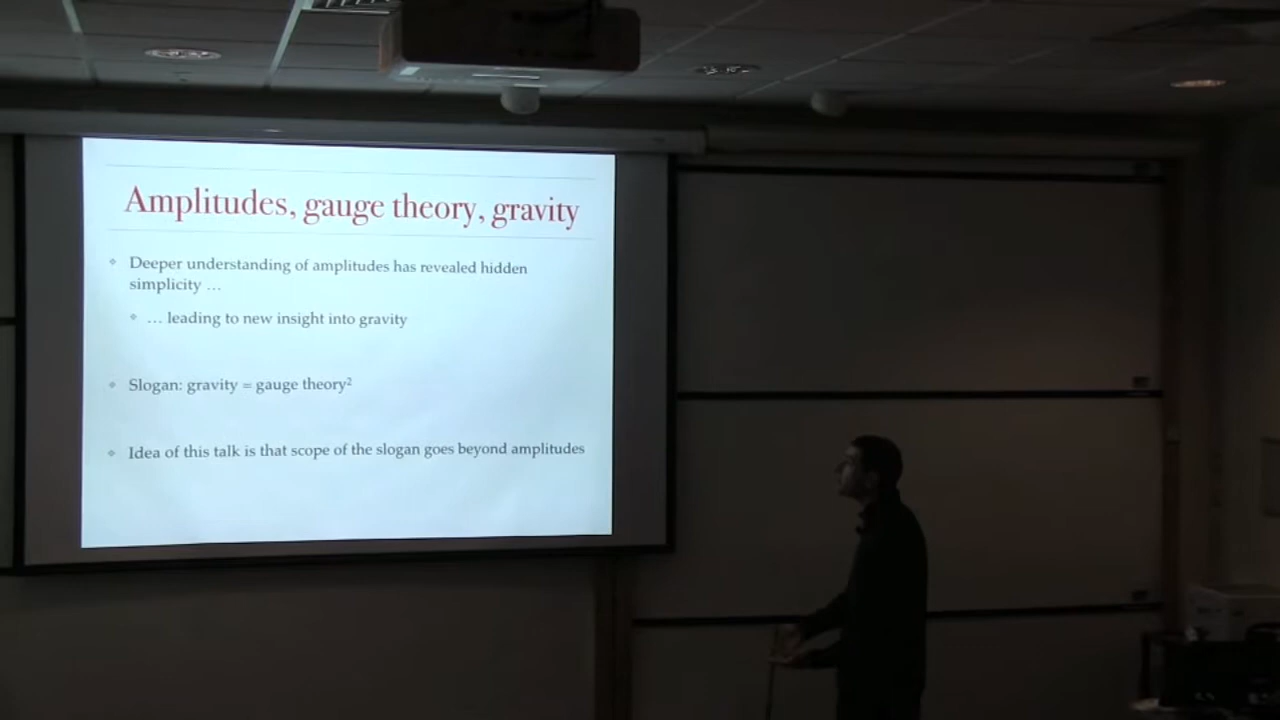 Amplitudes, gauge theory, gravity
Deeper understanding of amplitudes has revealed hidden
simplicity …
… leading to new insight into gravity
Slogan: gravity = gauge theory²
Idea of this talk is that scope of the slogan goes beyond amplitudes